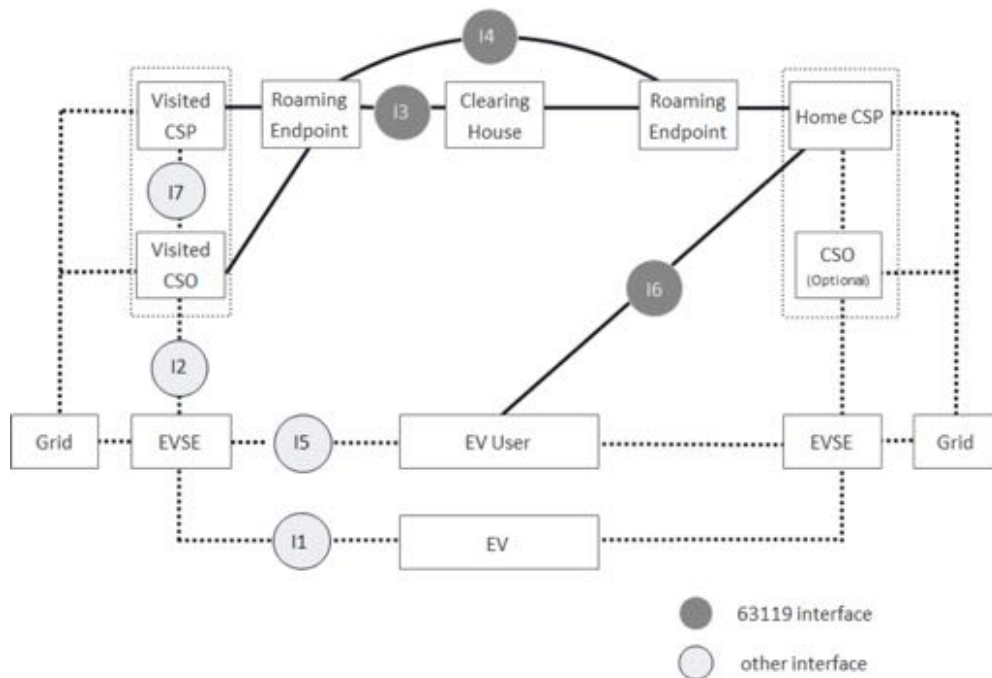 I4
Visited
CSP
Roaming
Endpoint
I3
Clearing
House
Roaming
Endpoint
Home CSP
I7
Visited
CSO
CSO
(Optional)
I6
I2
Grid
EVSE
I5
EV User
EVSE
Grid
I1
EV
63119 interface
other interface